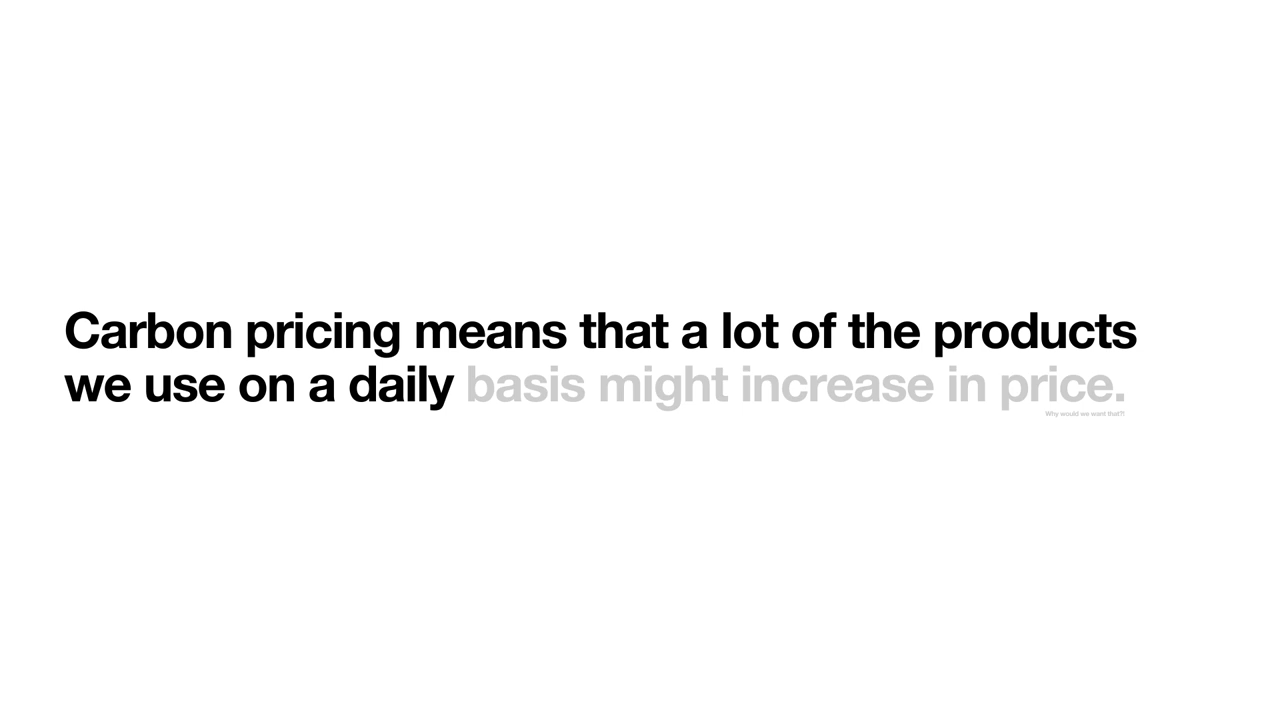 Carbon pricing means that a lot of the products
we use on a daily basis might increase in price.
Why would we want that?!